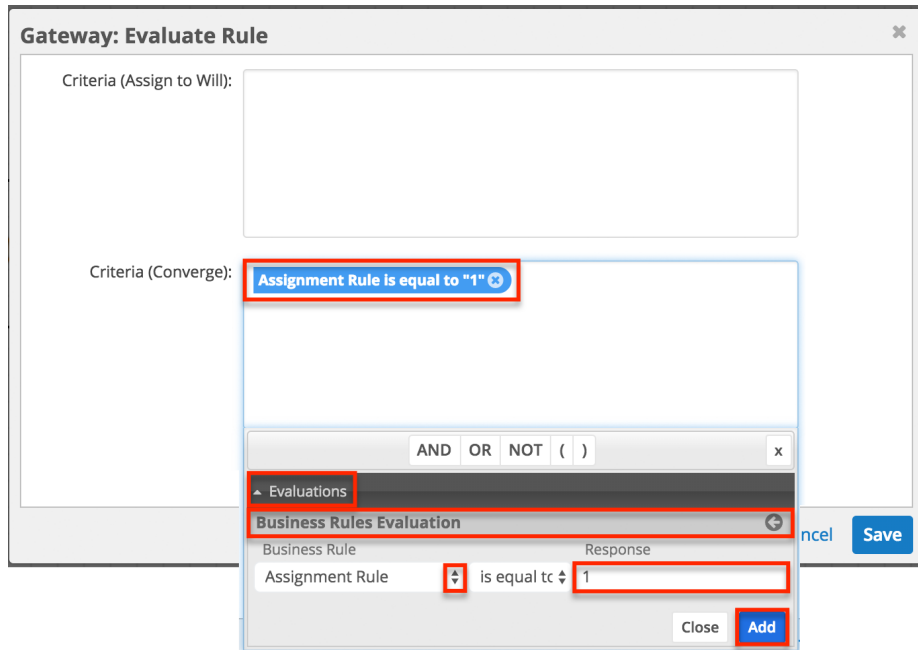 Gateway: Evaluate Rule
Criteria (Assign to Will):
Criteria (Converge):
Assignment Rule is equal to "1"
AND OR NOT ( ) x
Evaluations
Business Rules Evaluation
ncel Save
Business Rule Response
Assignment Rule is equal tc 1
Close Add